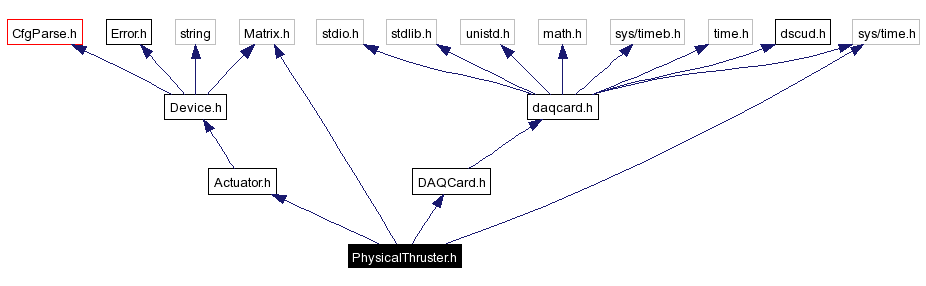 CfgParse.h
Error.h
string
Matrix.h
stdio.h
stdlib.h
unistd.h
math.h
sys/timeb.h
time.h
dscud.h
sys/time.h
Device.h
daqcard.h
Actuator.h
DAQCard.h
PhysicalThruster.h